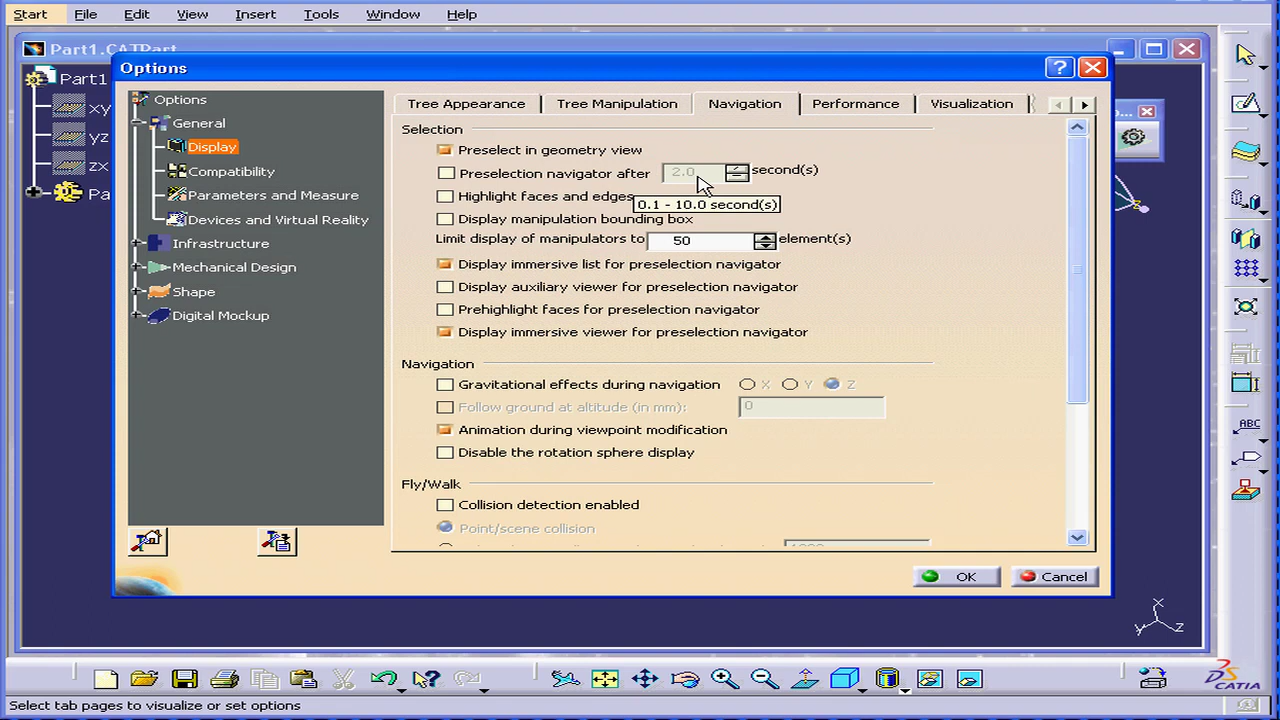 Start File Edit View Insert Tools Window Help
Part1.CATPart
Options
Part1
xy
yz
zx
Pa
Options
General
Display
Compatibility
Parameters and Measure
Devices and Virtual Reality
Infrastructure
Mechanical Design
Shape
Digital Mockup
Tree Appearance Tree Manipulation Navigation Performance Visualization
Selection
Preselect in geometry view
Preselection navigator after 2.0 second(s)
Highlight faces and edges
0.1 - 10.0 second(s)
Display manipulation bounding box
Limit display of manipulators to 50 element(s)
Display immersive list for preselection navigator
Display auxiliary viewer for preselection navigator
Prehighlight faces for preselection navigator
Display immersive viewer for preselection navigator
Navigation
Gravitational effects during navigation X Y Z
Follow ground at altitude (in mm): 0
Animation during viewpoint modification
Disable the rotation sphere display
Fly/Walk
Collision detection enabled
Point/scene collision
OK Cancel
o...
ABC
x
y z
CATIA
Select tab pages to visualize or set options